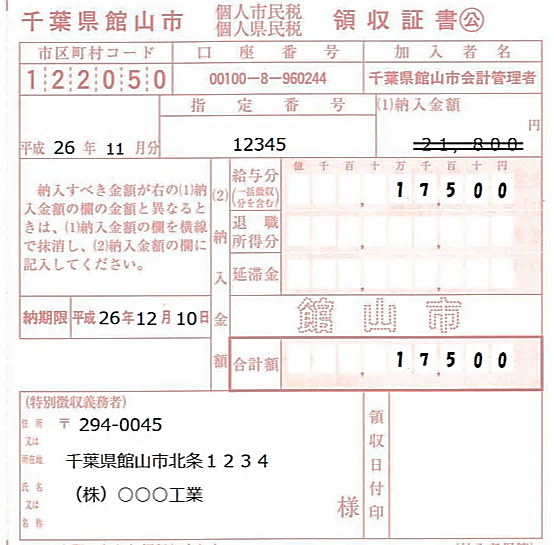 千葉県館山市 個人市民税 個人県民税 領収証書 公
市区町村コード 口座番号 加入者名
122050 00100-8-960244 千葉県館山市会計管理者
指定番号 (1)納入金額
平成 26 年 11 月分 12345 21,800 円
納入すべき金額が右の(1)納
入金額の欄の金額と異なると
きは、(1)納入金額の欄を横線
で抹消し、(2)納入金額の欄に
記入してください。
(2)納入金額
億 千 百 十 万 千 百 十 円
給与分
(一括徴収
分を含む)
17500
退職
所得分
延滞金
納期限 平成26年12月10日
館山市
合計額 17500
(特別徴収義務者)
住所 〒 294-0045
又は
所在地 千葉県館山市北条1234
氏名 (株)○○○工業
又は
名称
様
領収日付印